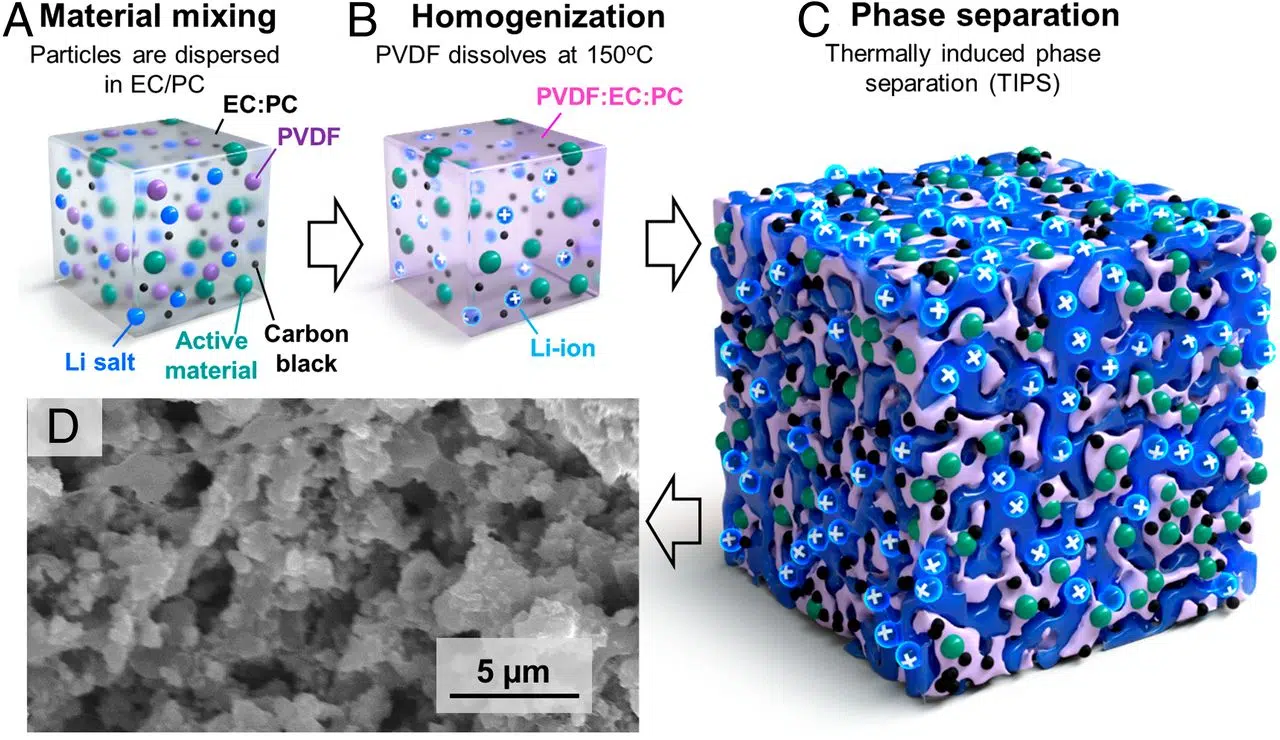 A Material mixing
Particles are dispersed
in EC/PC
EC:PC
PVDF
Li salt
Active
material
Carbon
black
B Homogenization
PVDF dissolves at 150°C
PVDF:EC:PC
Li-ion
C Phase separation
Thermally induced phase
separation (TIPS)
D
5 μm